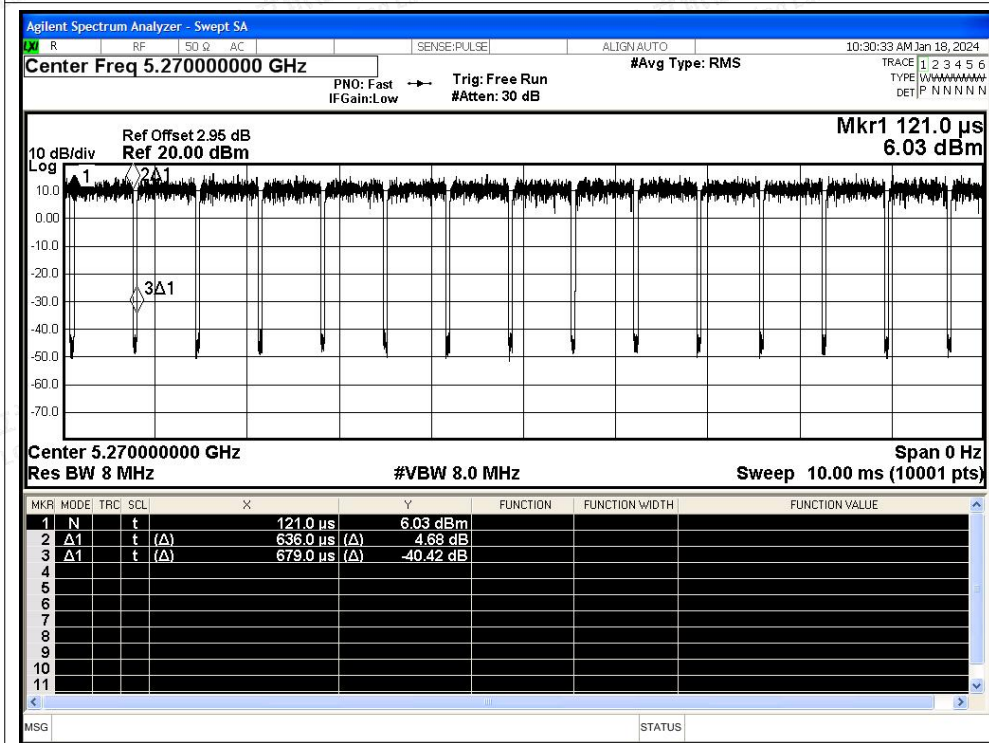 Agilent Spectrum Analyzer - Swept SA
LXI R RF 50 Ω AC SENSE:PULSE ALIGN AUTO 10:30:33 AM Jan 18, 2024
Center Freq 5.270000000 GHz #Avg Type: RMS TRACE 1 2 3 4 5 6
PNO: Fast Trig: Free Run TYPE W
IFGain:Low #Atten: 30 dB DET P N N N N N
Mkr1 121.0 µs
6.03 dBm
Ref Offset 2.95 dB
10 dB/div Ref 20.00 dBm
Log
1 2Δ1
10.0
0.00
-10.0
-20.0
3Δ1
-30.0
-40.0
-50.0
-60.0
-70.0
Center 5.270000000 GHz Span 0 Hz
Res BW 8 MHz #VBW 8.0 MHz Sweep 10.00 ms (10001 pts)
MKR MODE TRC SCL X Y FUNCTION FUNCTION WIDTH FUNCTION VALUE
1 N t 121.0 µs 6.03 dBm
2 Δ1 t (Δ) 636.0 µs (Δ) 4.68 dB
3 Δ1 t (Δ) 679.0 µs (Δ) -40.42 dB
4
5
6
7
8
9
10
11
MSG STATUS